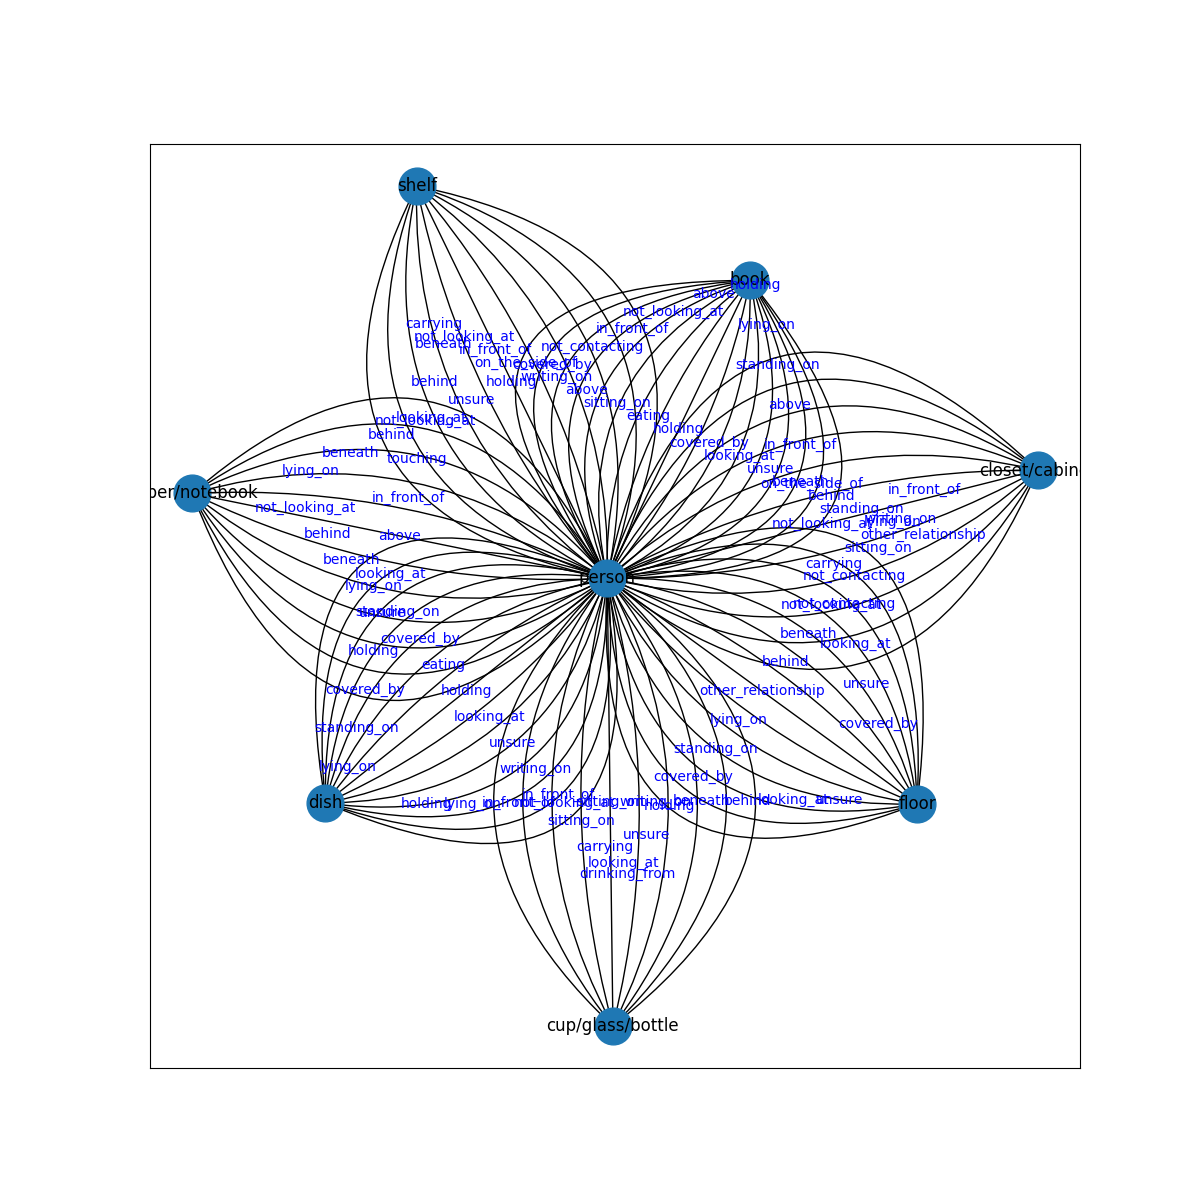 shelf
book
holding
above
not_looking_at
carrying
lying_on
in_front_of
not_looking_at
beneath
in_front_of
not_contacting
on_the_side_of
covered_by
standing_on
writing_on
behind
holding
above
unsure
sitting_on
above
eating
looking_at
not_looking_at
holding
behind
covered_by
in_front_of
beneath
looking_at
touching
unsure
lying_on
closet/cabin
on_the_side_of
beneath
per/notebook
in_front_of
behind
in_front_of
not_looking_at
standing_on
writing_on
lying_on
not_looking_at
behind
above
other_relationship
sitting_on
beneath
carrying
looking_at
not_contacting
person
lying_on
not_looking_at
not_contacting
standing_on
unsure
beneath
covered_by
looking_at
holding
behind
eating
unsure
covered_by
holding
other_relationship
looking_at
lying_on
covered_by
standing_on
unsure
standing_on
lying_on
writing_on
covered_by
in_front_of
dish
holding
lying_on
in_front_of
not_looking_at
sitting_on
writing_on
holding
beneath
behind
looking_at
unsure
floor
sitting_on
unsure
carrying
looking_at
drinking_from
cup/glass/bottle